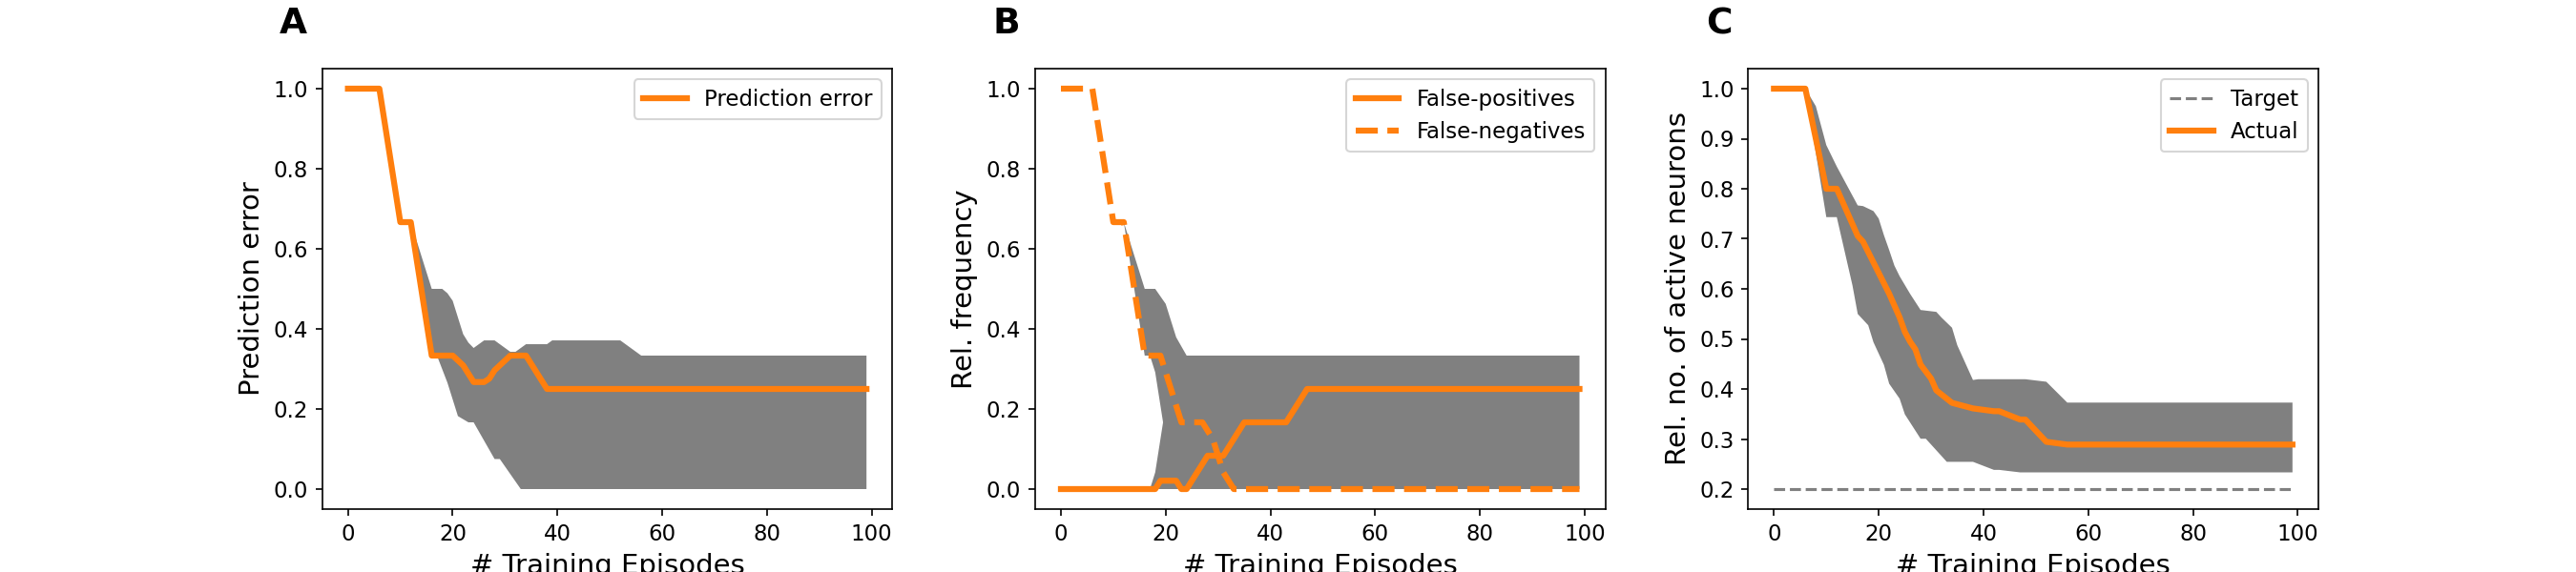 A
B
C
Prediction error
1.0
0.8
0.6
0.4
0.2
0.0
Prediction error
0
20
40
60
80
100
# Training Episodes
Rel. frequency
1.0
0.8
0.6
0.4
0.2
0.0
False-positives
False-negatives
0
20
40
60
80
100
# Training Episodes
Rel. no. of active neurons
1.0
0.9
0.8
0.7
0.6
0.5
0.4
0.3
0.2
Target
Actual
0
20
40
60
80
100
# Training Episodes